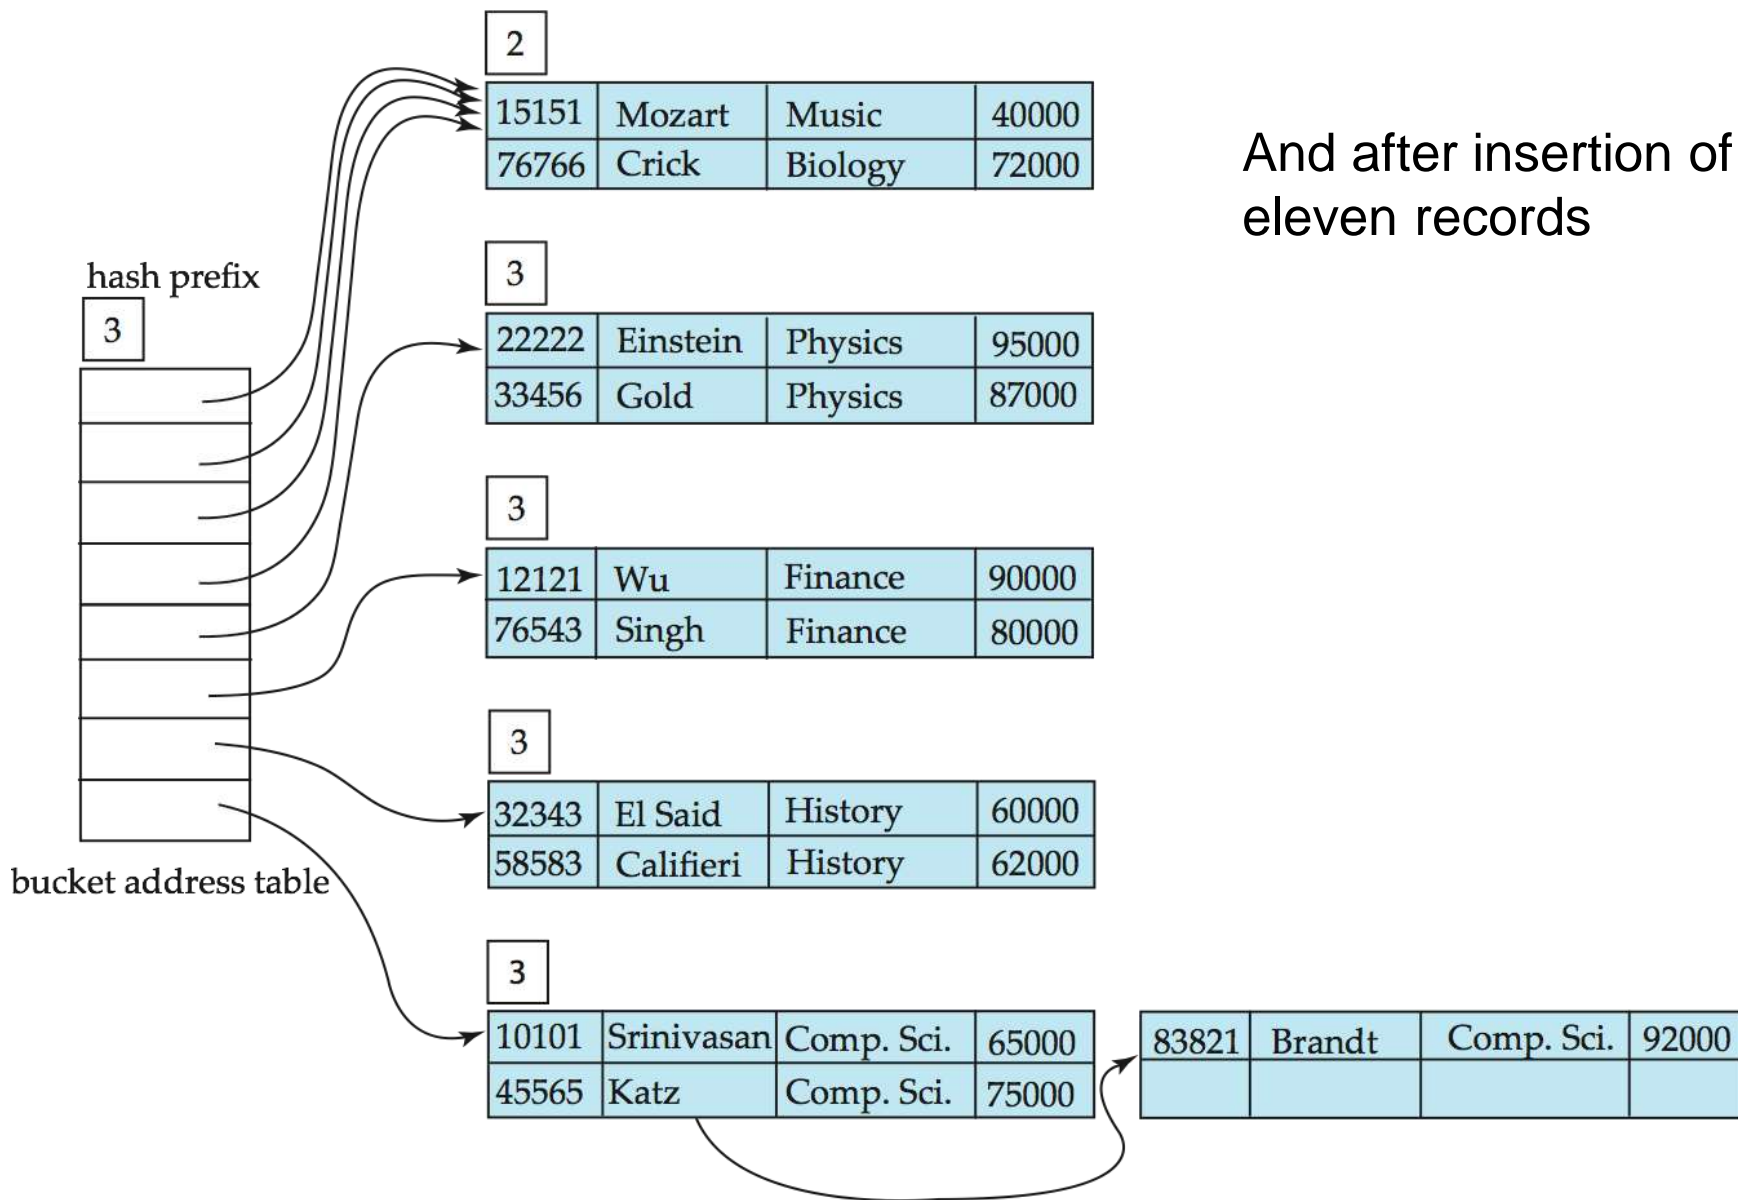 2
15151 Mozart Music 40000
76766 Crick Biology 72000
And after insertion of
eleven records
hash prefix
3
3
22222 Einstein Physics 95000
33456 Gold Physics 87000
3
12121 Wu Finance 90000
76543 Singh Finance 80000
3
32343 El Said History 60000
58583 Califieri History 62000
bucket address table
3
10101 Srinivasan Comp. Sci. 65000
45565 Katz Comp. Sci. 75000
83821 Brandt Comp. Sci. 92000